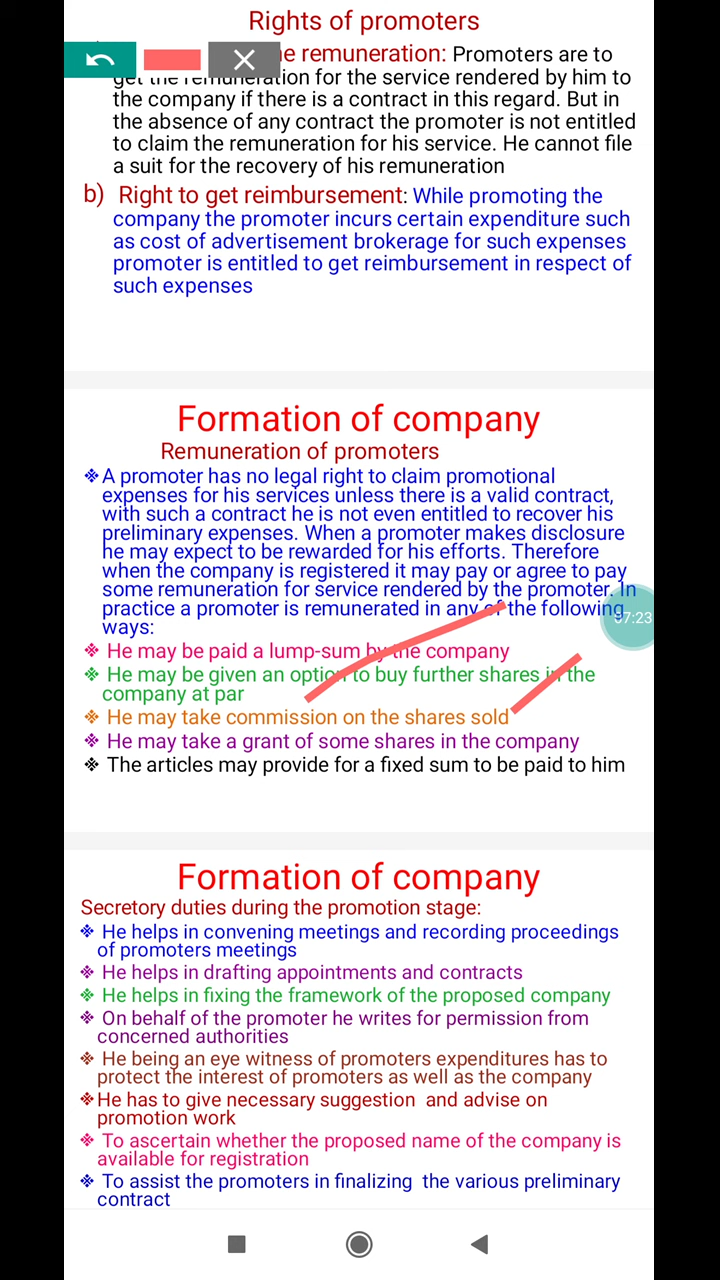 Rights of promoters
he remuneration: Promoters are to
get the remuneration for the service rendered by him to
the company if there is a contract in this regard. But in
the absence of any contract the promoter is not entitled
to claim the remuneration for his service. He cannot file
a suit for the recovery of his remuneration
b) Right to get reimbursement: While promoting the
company the promoter incurs certain expenditure such
as cost of advertisement brokerage for such expenses
promoter is entitled to get reimbursement in respect of
such expenses
Formation of company
Remuneration of promoters
❖ A promoter has no legal right to claim promotional
expenses for his services unless there is a valid contract,
with such a contract he is not even entitled to recover his
preliminary expenses. When a promoter makes disclosure
he may expect to be rewarded for his efforts. Therefore
when the company is registered it may pay or agree to pay
some remuneration for service rendered by the promoter. In
practice a promoter is remunerated in any of the following
ways:
07:23
❖ He may be paid a lump-sum by the company
❖ He may be given an option to buy further shares in the
company at par
❖ He may take commission on the shares sold
❖ He may take a grant of some shares in the company
❖ The articles may provide for a fixed sum to be paid to him
Formation of company
Secretory duties during the promotion stage:
❖ He helps in convening meetings and recording proceedings
of promoters meetings
❖ He helps in drafting appointments and contracts
❖ He helps in fixing the framework of the proposed company
❖ On behalf of the promoter he writes for permission from
concerned authorities
❖ He being an eye witness of promoters expenditures has to
protect the interest of promoters as well as the company
❖ He has to give necessary suggestion and advise on
promotion work
❖ To ascertain whether the proposed name of the company is
available for registration
❖ To assist the promoters in finalizing the various preliminary
contract